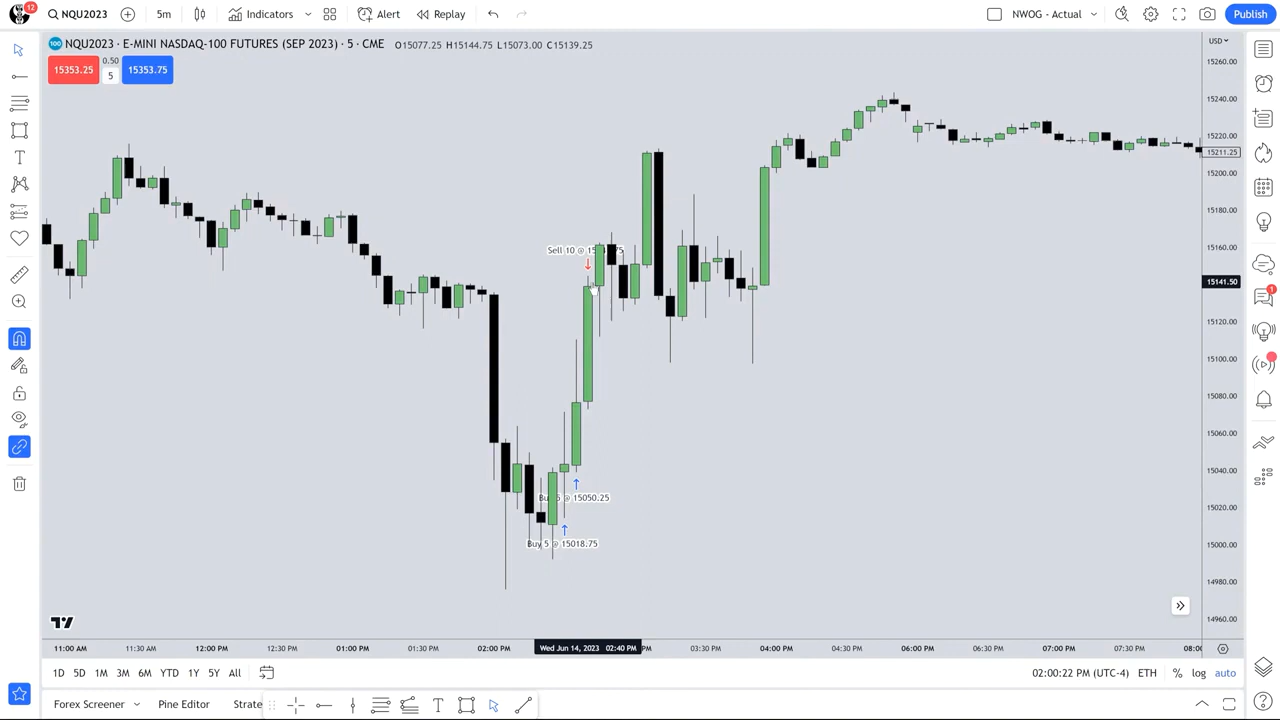 12
NQU2023
5m
Indicators
Alert
Replay
NWOG - Actual
Publish
100
NQU2023 · E-MINI NASDAQ-100 FUTURES (SEP 2023) · 5 · CME
O15077.25 H15144.75 L15073.00
USD
15353.25
0.50
5
15353.75
15260.00
15240.00
15220.00
15211.25
15200.00
15180.00
15160.00
15141.50
15120.00
15100.00
15080.00
15060.00
15040.00
15020.00
15000.00
14980.00
14960.00
1
Sell 10 @
Buy 5 @ 15050.25
Buy 5 @ 15018.75
11:00 AM
11:30 AM
12:00 PM
12:30 PM
01:00 PM
01:30 PM
02:00 PM
Wed Jun 14, 2023 02:40 PM
PM
03:30 PM
04:00 PM
04:30 PM
06:00 PM
06:30 PM
07:00 PM
07:30 PM
08:0
1D
5D
1M
3M
6M
YTD
1Y
5Y
All
02:00:22 PM (UTC-4)
ETH
%
log
auto
Forex Screener
Pine Editor
Strate